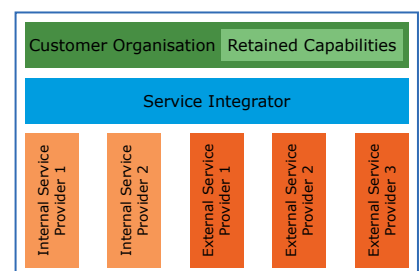 Customer Organisation
Retained Capabilities
Service Integrator
Internal Service
Provider 1
Internal Service
Provider 2
External Service
Provider 1
External Service
Provider 2
External Service
Provider 3